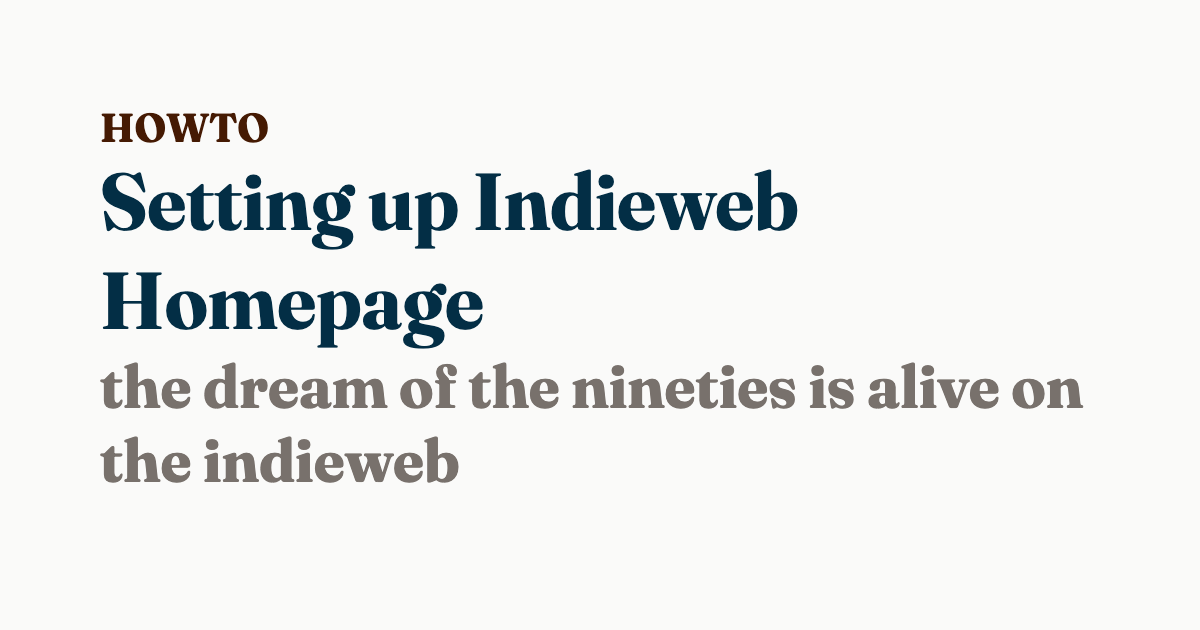 HOWTO
Setting up Indieweb
Homepage
the dream of the nineties is alive on
the indieweb